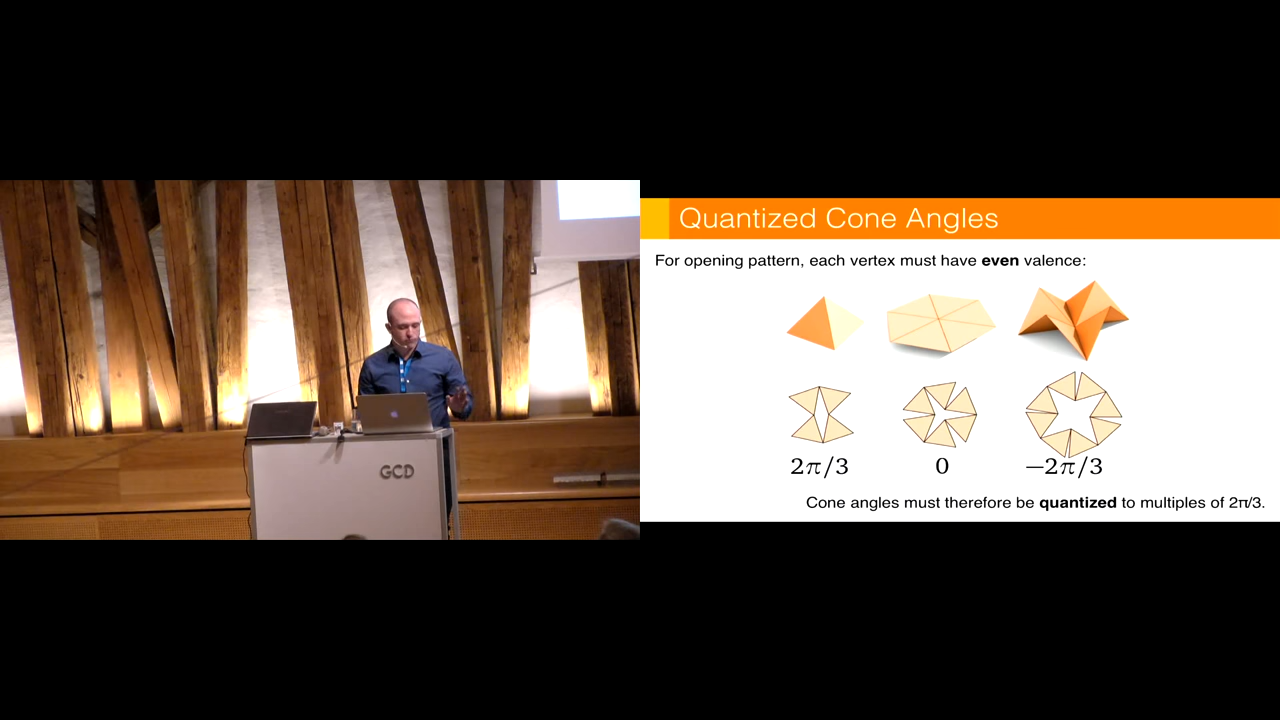 Quantized Cone Angles
For opening pattern, each vertex must have even valence:
2π/3 0 −2π/3
Cone angles must therefore be quantized to multiples of 2π/3.
GCD